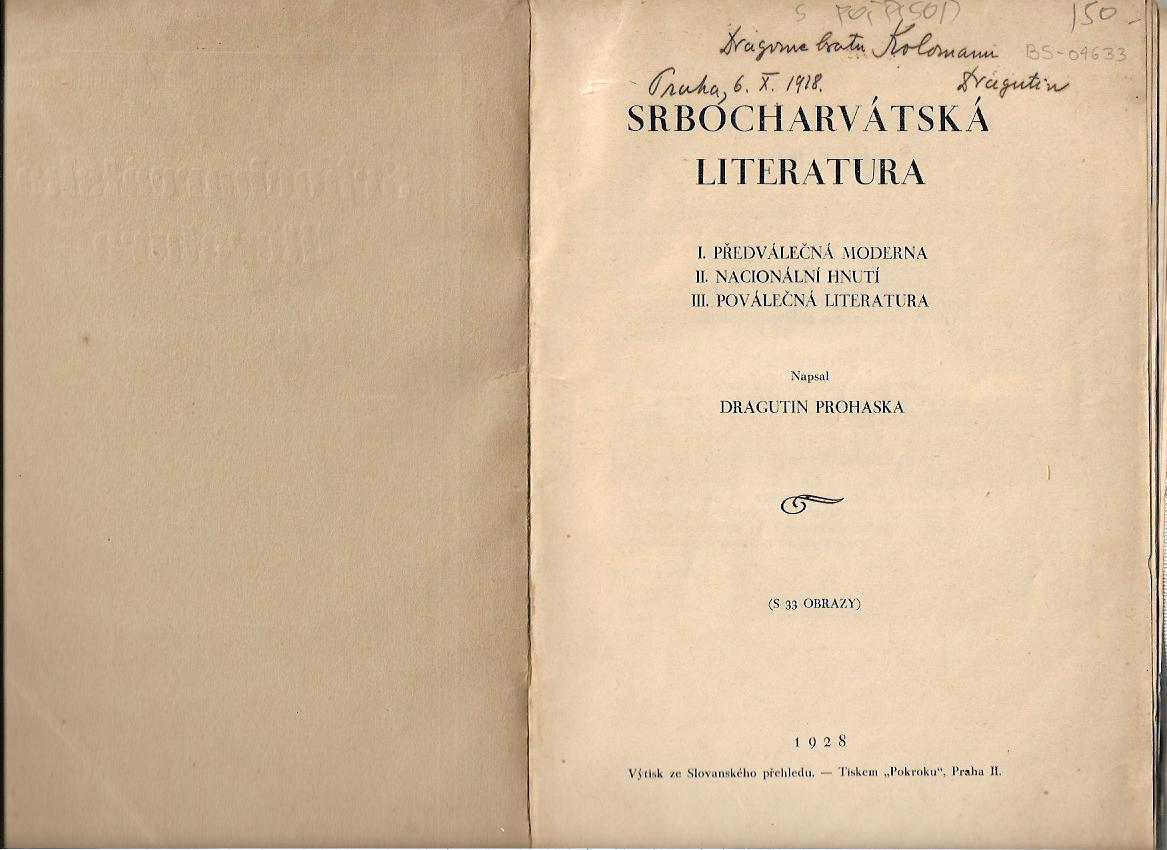 150 -
Dragome bratu Kolomanu BS-04633
Praha, 6. X. 1928. Dragutin
SRBOCHARVÁTSKÁ
LITERATURA
I. PŘEDVÁLEČNÁ MODERNA
II. NACIONÁLNÍ HNUTÍ
III. POVÁLEČNÁ LITERATURA
Napsal
DRAGUTIN PROHASKA
(S 33 OBRAZY)
1928
Výtisk ze Slovanského přehledu. — Tiskem „Pokroku“, Praha II.